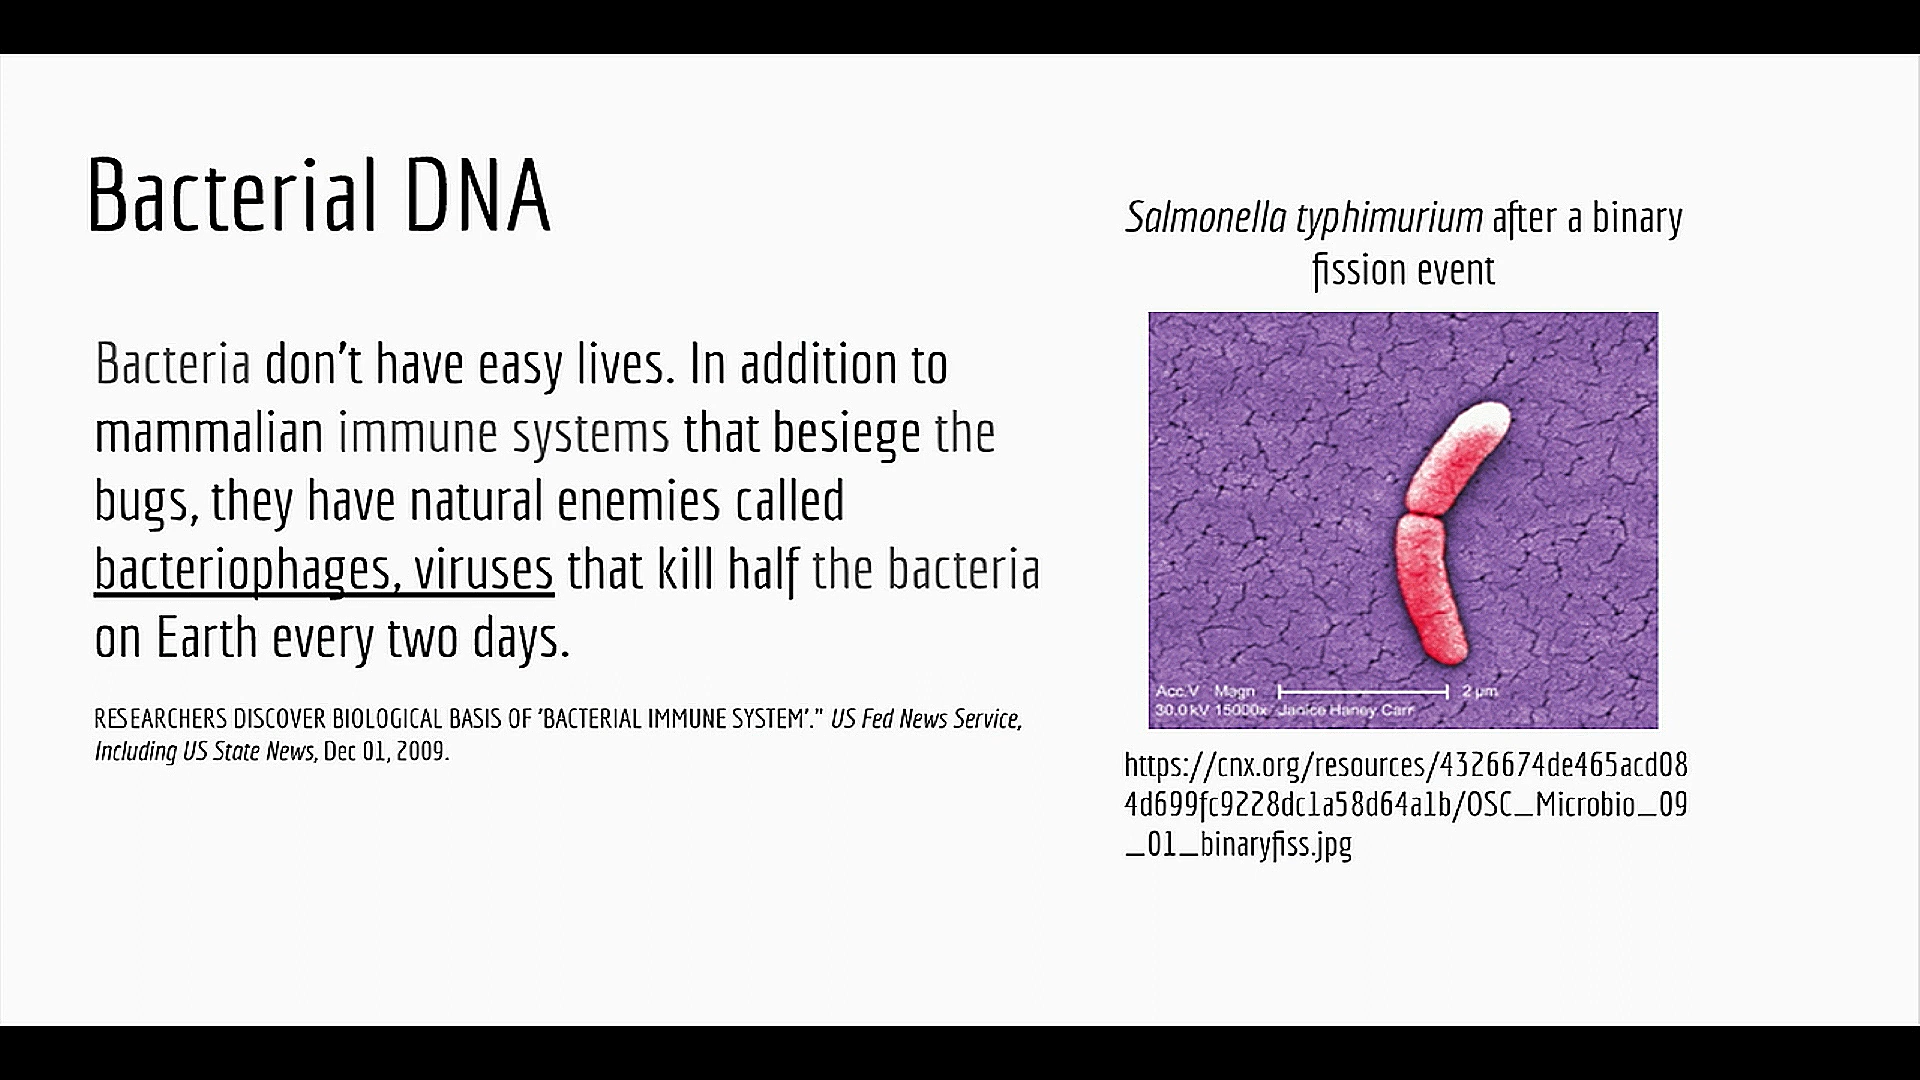 Bacterial DNA
Bacteria don't have easy lives. In addition to
mammalian immune systems that besiege the
bugs, they have natural enemies called
bacteriophages, viruses that kill half the bacteria
on Earth every two days.
RESEARCHERS DISCOVER BIOLOGICAL BASIS OF 'BACTERIAL IMMUNE SYSTEM'." US Fed News Service,
Including US State News, Dec 01, 2009.
Salmonella typhimurium after a binary
fission event
Acc.V Magn 2 µm
30.0 kV 15000x Janice Haney Carr
https://cnx.org/resources/4326674de465acd08
4d699fc9228dc1a58d64a1b/OSC_Microbio_09
_01_binaryfiss.jpg